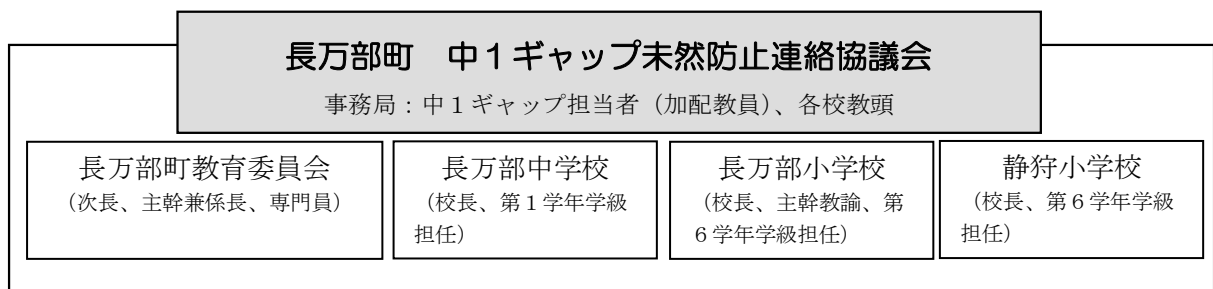 長万部町　中１ギャップ未然防止連絡協議会
事務局：中１ギャップ担当者（加配教員）、各校教頭
長万部町教育委員会
（次長、主幹兼係長、専門員）
長万部中学校
（校長、第１学年学級
担任）
長万部小学校
（校長、主幹教諭、第
６学年学級担任）
静狩小学校
（校長、第６学年学級
担任）